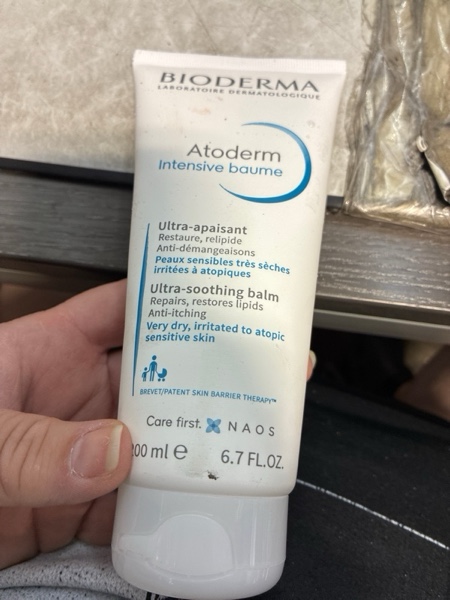 BIODERMA
LABORATOIRE DERMATOLOGIQUE
Atoderm
Intensive baume
Ultra-apaisant
Restaure, relipide
Anti-démangeaisons
Peaux sensibles très sèches
irritées à atopiques
Ultra-soothing balm
Repairs, restores lipids
Anti-itching
Very dry, irritated to atopic
sensitive skin
BREVET/PATENT SKIN BARRIER THERAPY™
Care first. NAOS
200 ml e 6.7 FL.OZ.